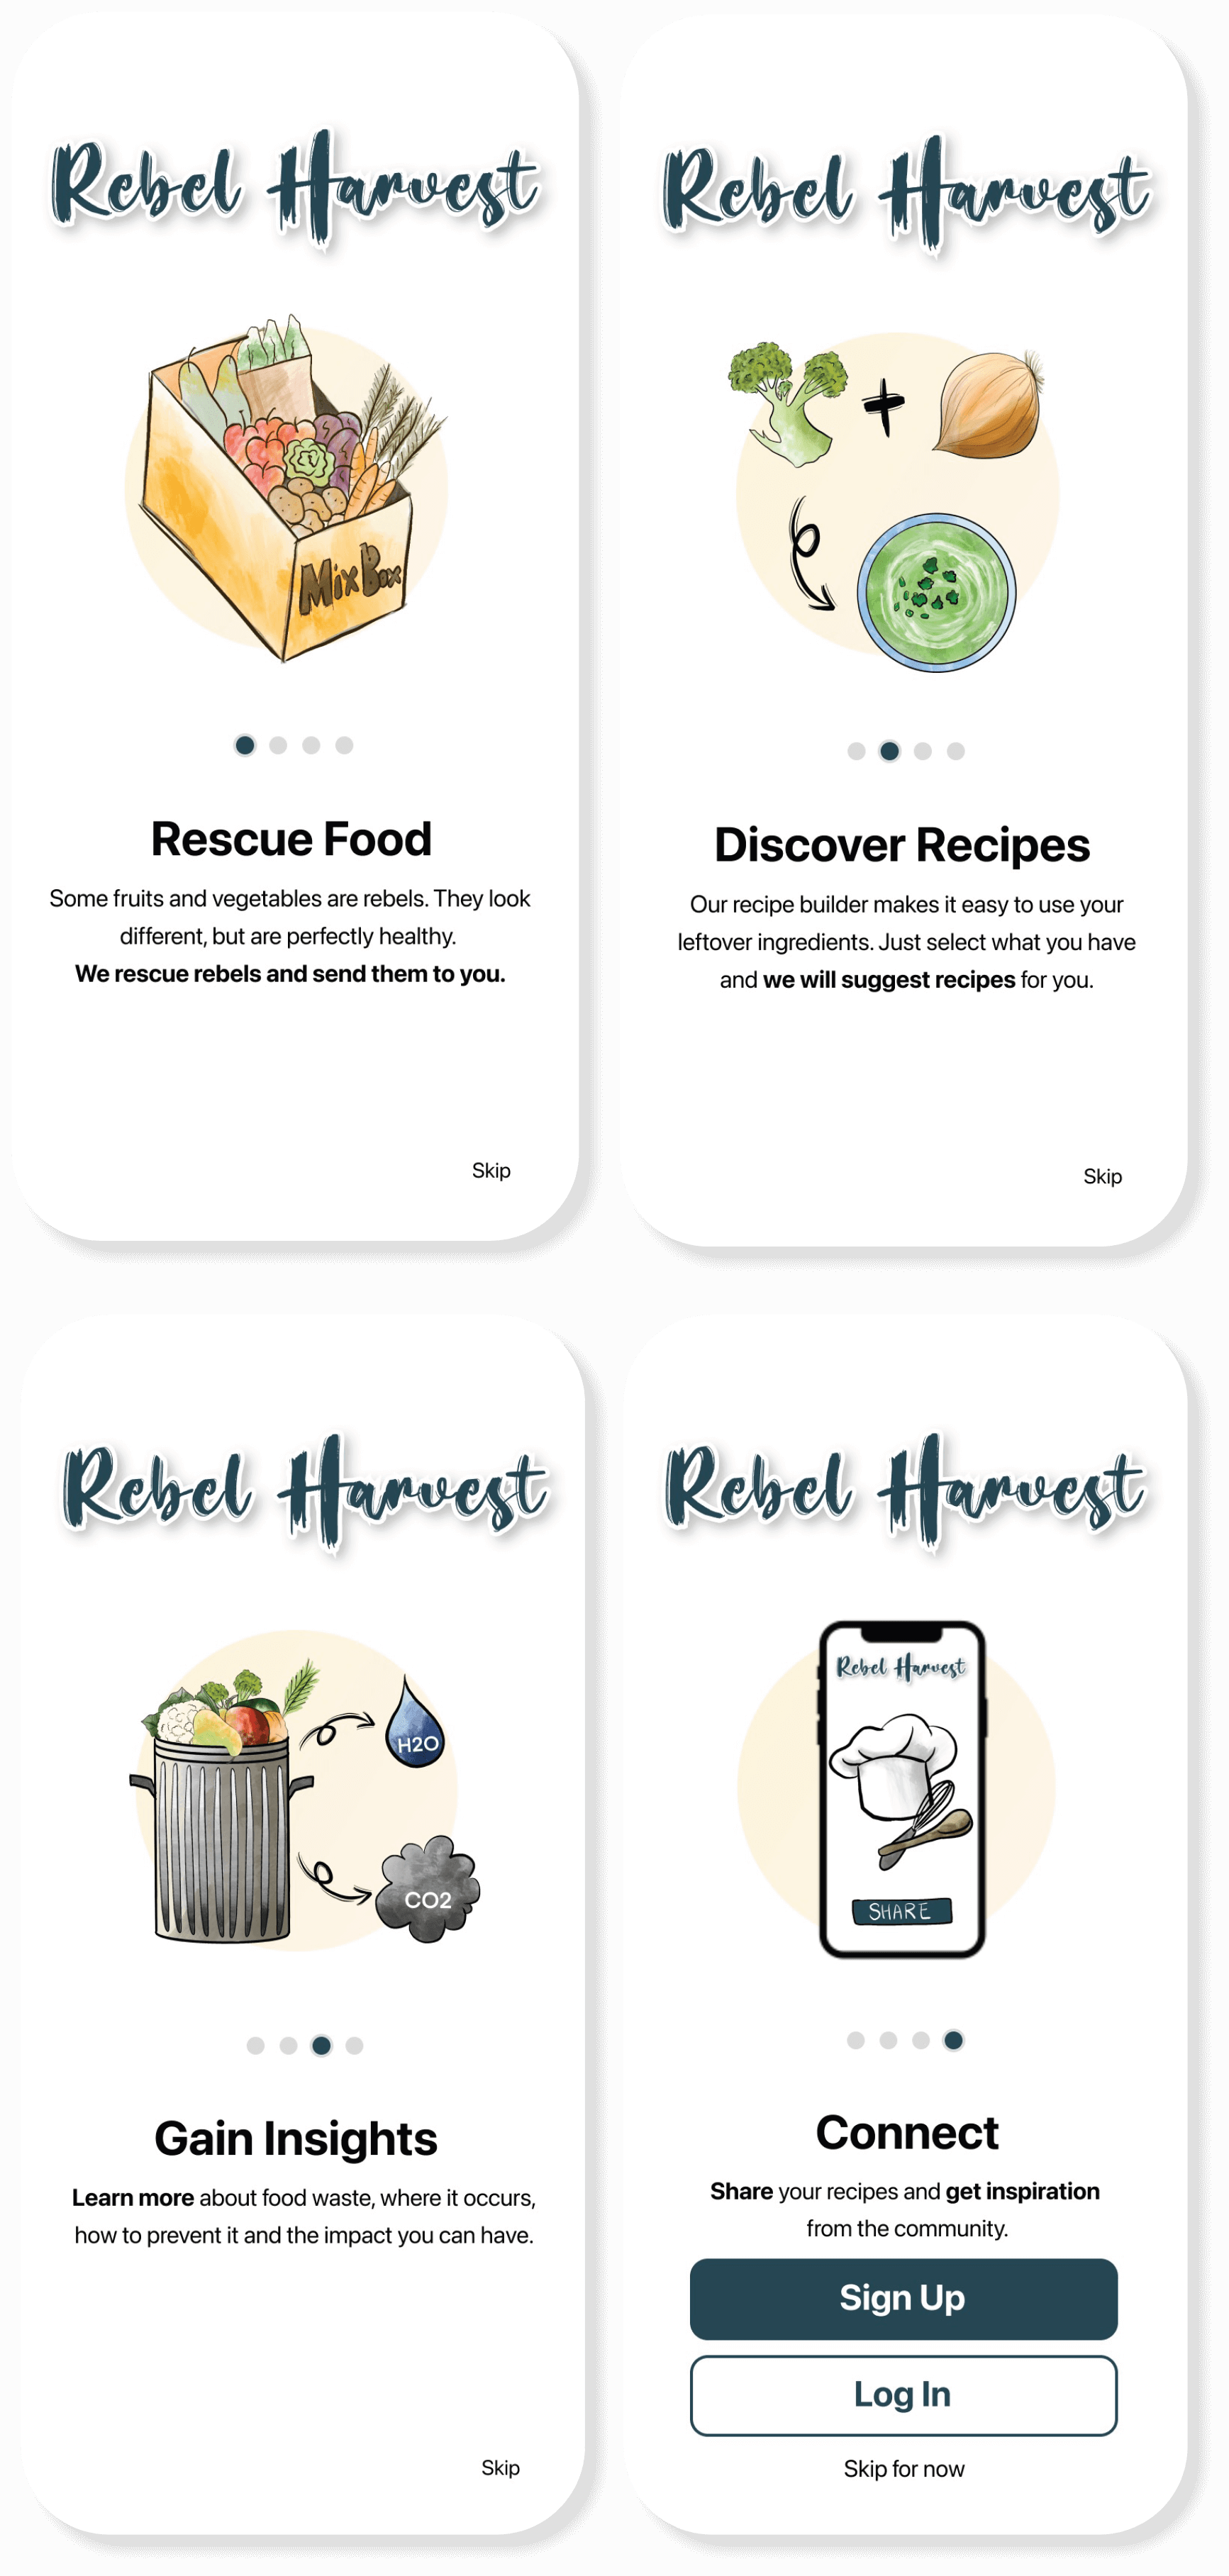 Rebel Harvest
Mix Box
Rescue Food
Some fruits and vegetables are rebels. They look
different, but are perfectly healthy.
We rescue rebels and send them to you.
Skip
Rebel Harvest
Discover Recipes
Our recipe builder makes it easy to use your
leftover ingredients. Just select what you have
and we will suggest recipes for you.
Skip
Rebel Harvest
H2O
CO2
Gain Insights
Learn more about food waste, where it occurs,
how to prevent it and the impact you can have.
Skip
Rebel Harvest
Rebel Harvest
SHARE
Connect
Share your recipes and get inspiration
from the community.
Sign Up
Log In
Skip for now